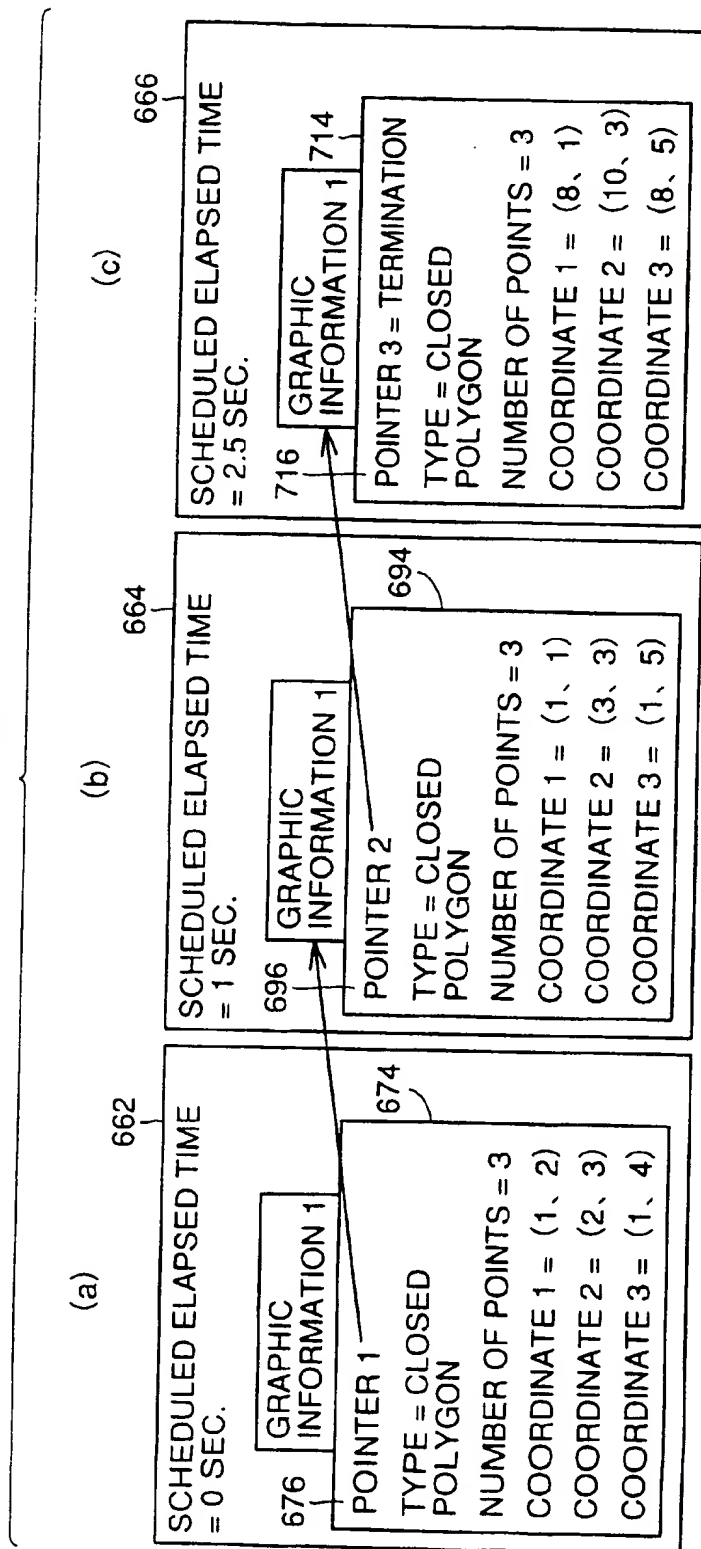 (a)
662
SCHEDULED ELAPSED TIME
= 0 SEC.
GRAPHIC
INFORMATION 1
676
674
POINTER 1
TYPE = CLOSED
POLYGON
NUMBER OF POINTS = 3
COORDINATE 1 = (1、2)
COORDINATE 2 = (2、3)
COORDINATE 3 = (1、4)
(b)
664
SCHEDULED ELAPSED TIME
= 1 SEC.
GRAPHIC
INFORMATION 1
696
694
POINTER 2
TYPE = CLOSED
POLYGON
NUMBER OF POINTS = 3
COORDINATE 1 = (1、1)
COORDINATE 2 = (3、3)
COORDINATE 3 = (1、5)
(c)
666
SCHEDULED ELAPSED TIME
= 2.5 SEC.
GRAPHIC
INFORMATION 1
716
714
POINTER 3 = TERMINATION
TYPE = CLOSED
POLYGON
NUMBER OF POINTS = 3
COORDINATE 1 = (8、1)
COORDINATE 2 = (10、3)
COORDINATE 3 = (8、5)